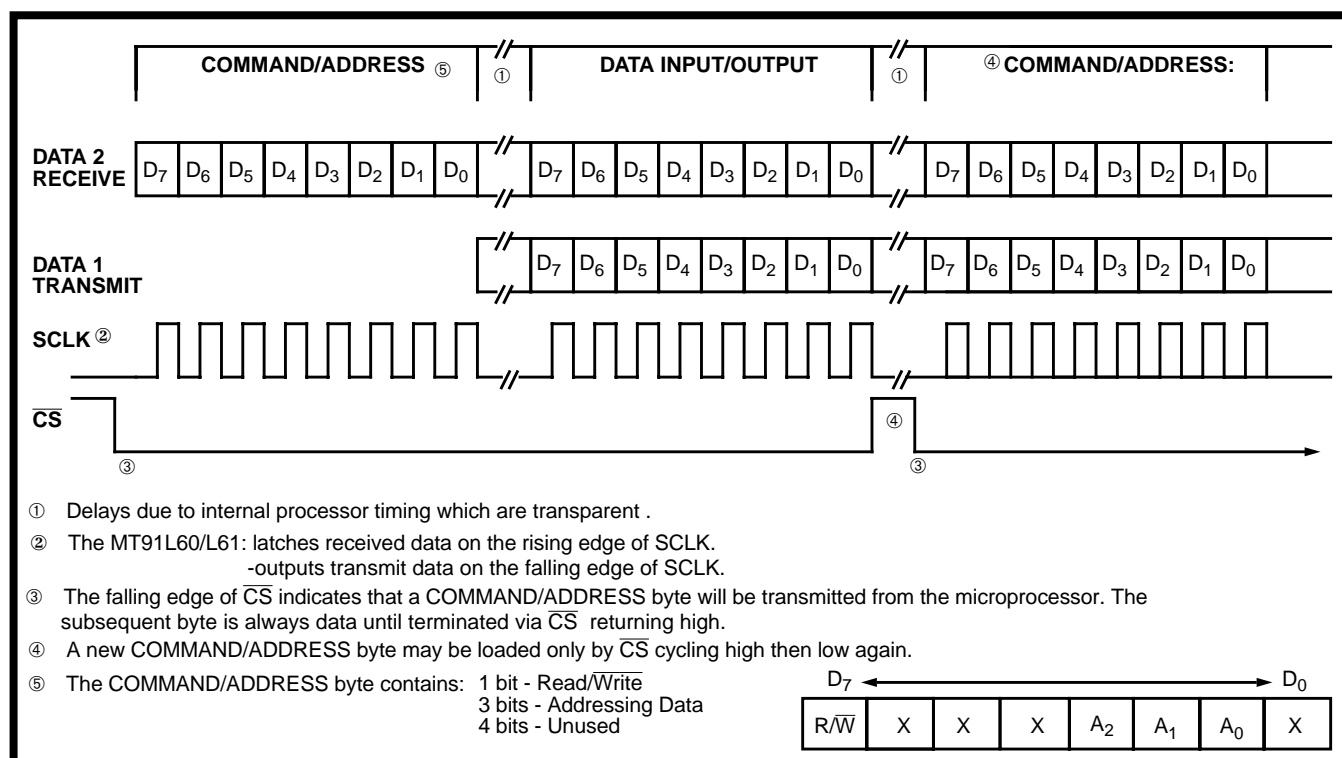 COMMAND/ADDRESS ⑤ ① DATA INPUT/OUTPUT ① ④ COMMAND/ADDRESS:
DATA 2
RECEIVE D7 D6 D5 D4 D3 D2 D1 D0 D7 D6 D5 D4 D3 D2 D1 D0 D7 D6 D5 D4 D3 D2 D1 D0
DATA 1
TRANSMIT D7 D6 D5 D4 D3 D2 D1 D0 D7 D6 D5 D4 D3 D2 D1 D0
SCLK ②
C̅S̅ ④
③ ③
① Delays due to internal processor timing which are transparent .
② The MT91L60/L61: latches received data on the rising edge of SCLK.
-outputs transmit data on the falling edge of SCLK.
③ The falling edge of C̅S̅ indicates that a COMMAND/ADDRESS byte will be transmitted from the microprocessor. The
subsequent byte is always data until terminated via C̅S̅ returning high.
④ A new COMMAND/ADDRESS byte may be loaded only by C̅S̅ cycling high then low again.
⑤ The COMMAND/ADDRESS byte contains: 1 bit - Read/W̅r̅i̅t̅e̅
3 bits - Addressing Data
4 bits - Unused
D7 D0
R/W̅ X X X A2 A1 A0 X